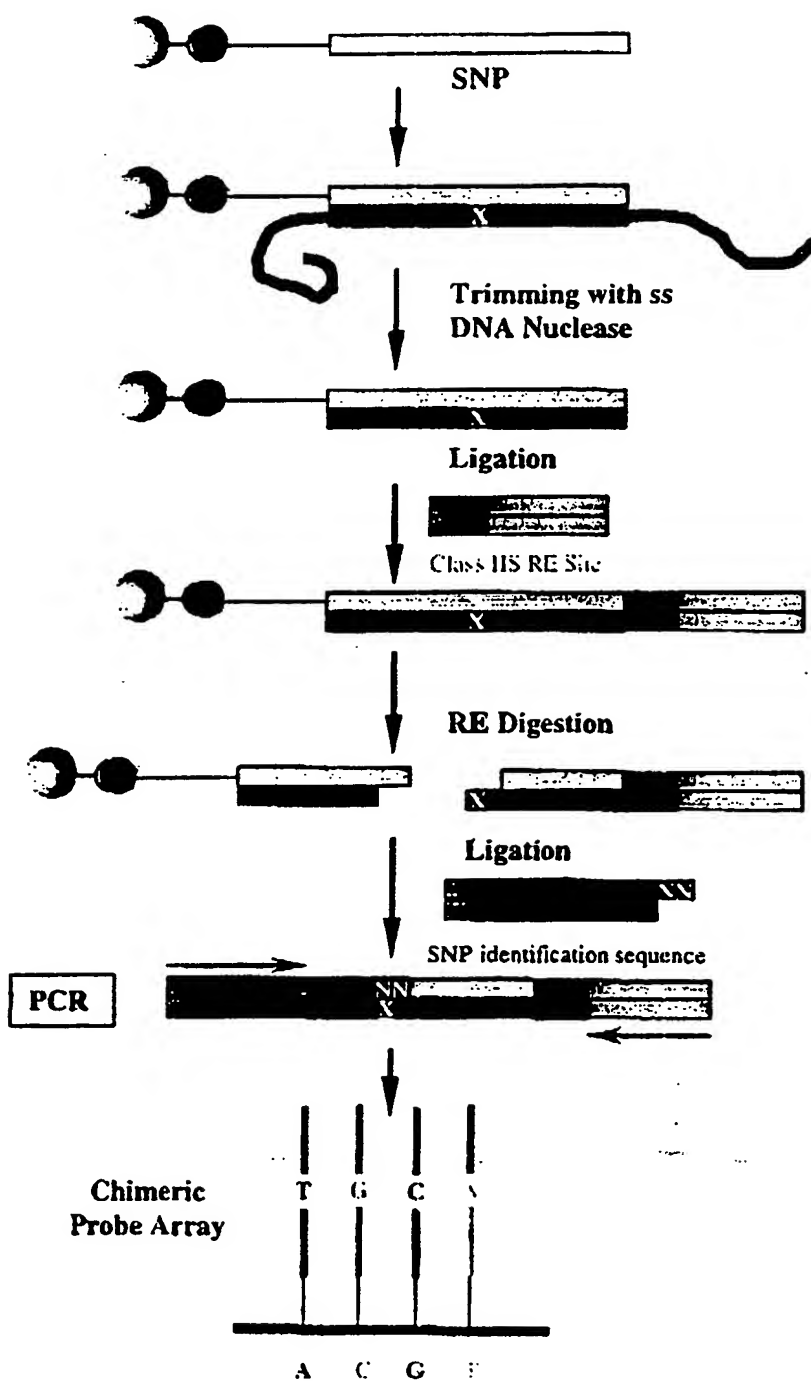 SNP
X
Trimming with ss
DNA Nuclease
X
Ligation
Class IIS RE Site
X
RE Digestion
X
Ligation
XX
SNP identification sequence
PCR
NN
X
T G C
Chimeric
Probe Array
A C G